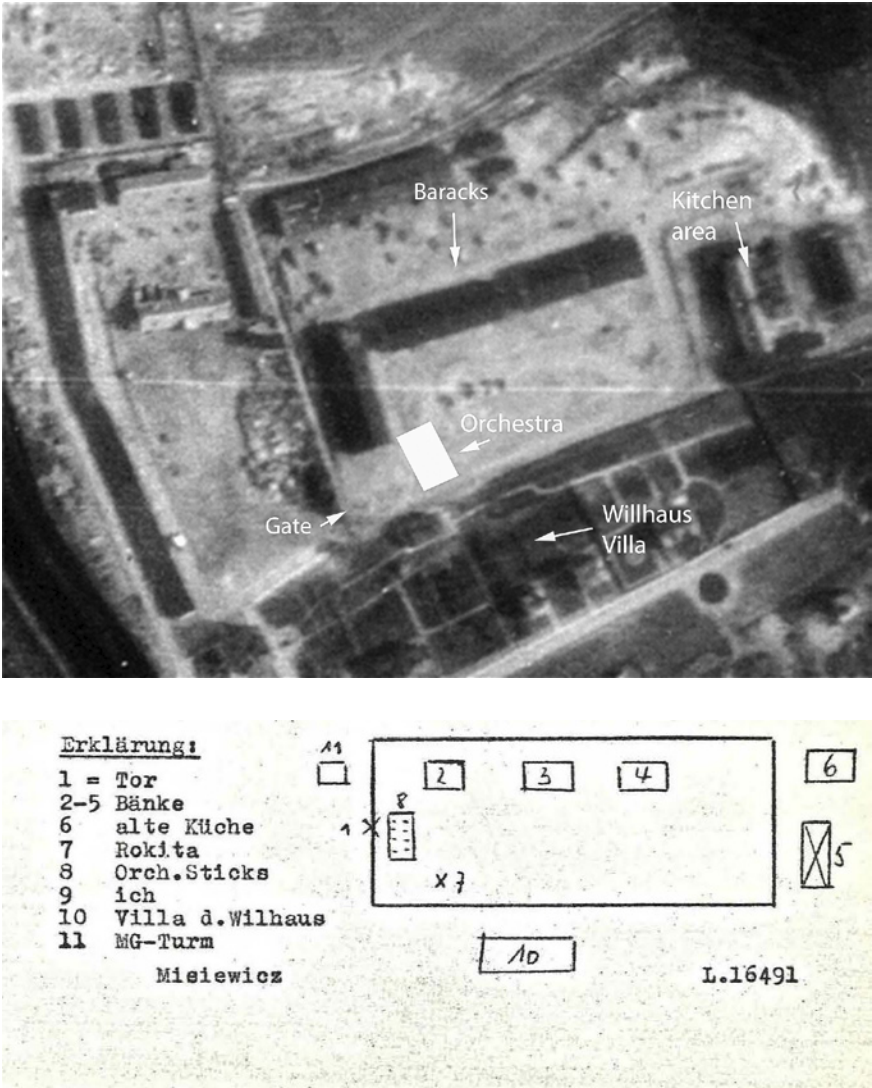 Baracks
Kitchen
area
Orchestra
Gate
Willhaus
Villa
Erklärung:
1 = Tor
2-5 Bänke
6 alte Küche
7 Rokita
8 Orch.Sticks
9 ich
10 Villa d.Wilhaus
11 MG-Turm
Misiewicz
11
2
3
4
6
8
1 X
5
x 7
10
L.16491